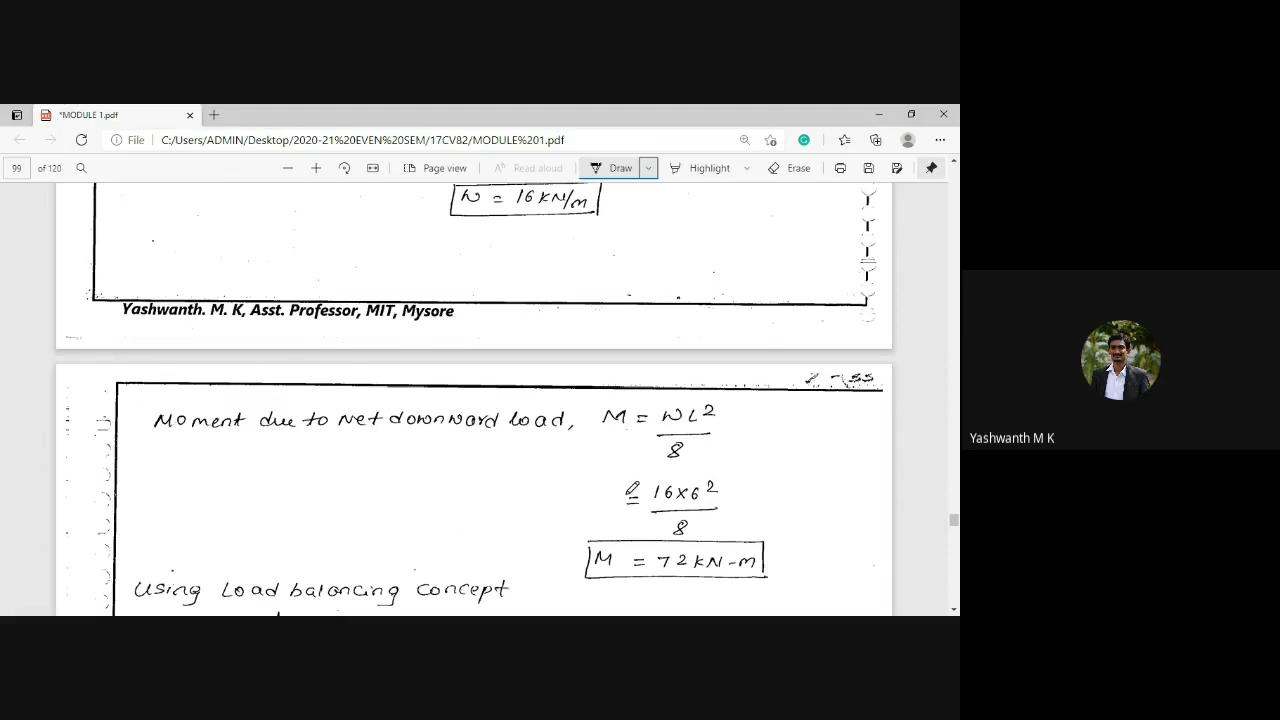 *MODULE 1.pdf
File C:/Users/ADMIN/Desktop/2020-21%20EVEN%20SEM/17CV82/MODULE%201.pdf
99 of 120 Page view Read aloud Draw Highlight Erase
W = 16 KN/m
Yashwanth. M. K, Asst. Professor, MIT, Mysore
Moment due to Net downward load, M = WL²/8
= 16×6²/8
M = 72 KN-m
Using Load balancing concept
Yashwanth M K